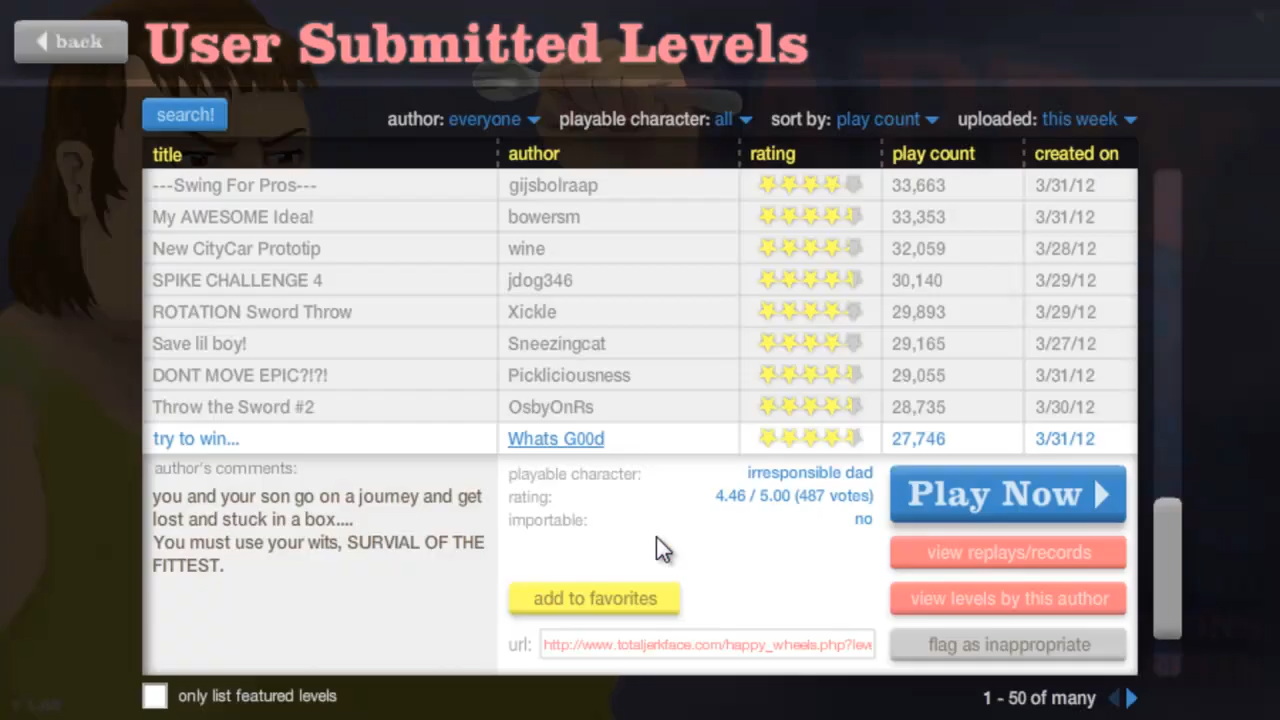 back
User Submitted Levels
search!
author: everyone playable character: all sort by: play count uploaded: this week
title author rating play count created on
---Swing For Pros--- gijsbolraap 33,663 3/31/12
My AWESOME Idea! bowersm 33,353 3/31/12
New CityCar Prototip wine 32,059 3/28/12
SPIKE CHALLENGE 4 jdog346 30,140 3/29/12
ROTATION Sword Throw Xickle 29,893 3/29/12
Save lil boy! Sneezingcat 29,165 3/27/12
DONT MOVE EPIC?!?! Pickliciousness 29,055 3/31/12
Throw the Sword #2 OsbyOnRs 28,735 3/30/12
try to win... Whats G00d 27,746 3/31/12
author's comments:
you and your son go on a journey and get
lost and stuck in a box....
You must use your wits, SURVIAL OF THE
FITTEST.
playable character: irresponsible dad
rating: 4.46 / 5.00 (487 votes)
importable: no
add to favorites
url: http://www.totaljerkface.com/happy_wheels.php?leve
Play Now
view replays/records
view levels by this author
flag as inappropriate
only list featured levels
1 - 50 of many